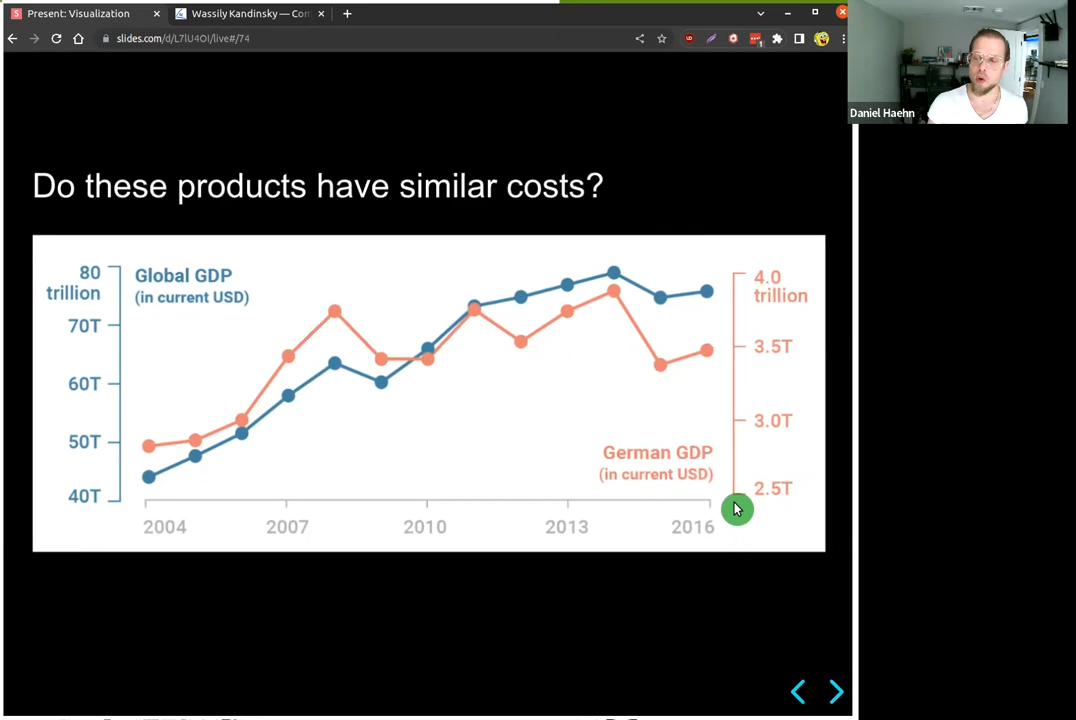 Present: Visualization
Wassily Kandinsky — Con
slides.com/d/L7lU4OI/live#/74
1
Daniel Haehn
Do these products have similar costs?
80
trillion
70T
60T
50T
40T
Global GDP
(in current USD)
4.0
trillion
3.5T
3.0T
2.5T
German GDP
(in current USD)
2004
2007
2010
2013
2016